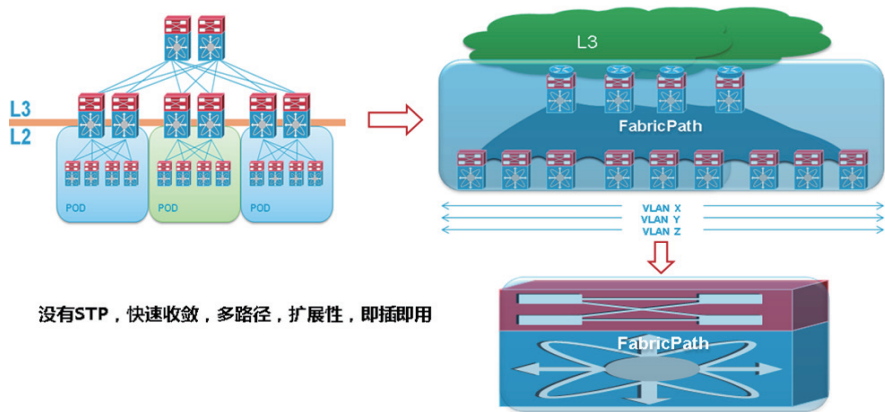 L3
L2
POD
POD
POD
L3
FabricPath
VLAN X
VLAN Y
VLAN Z
没有STP，快速收敛，多路径，扩展性，即插即用
FabricPath